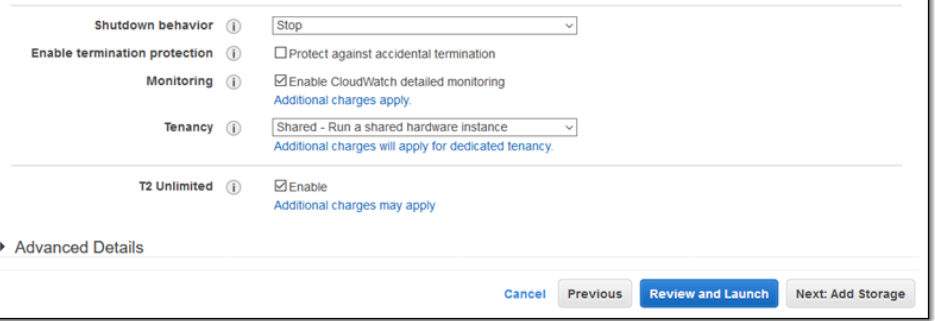 Shutdown behavior Stop
Enable termination protection Protect against accidental termination
Monitoring Enable CloudWatch detailed monitoring
Additional charges apply.
Tenancy Shared - Run a shared hardware instance
Additional charges will apply for dedicated tenancy.
T2 Unlimited Enable
Additional charges may apply
Advanced Details
Cancel Previous Review and Launch Next: Add Storage